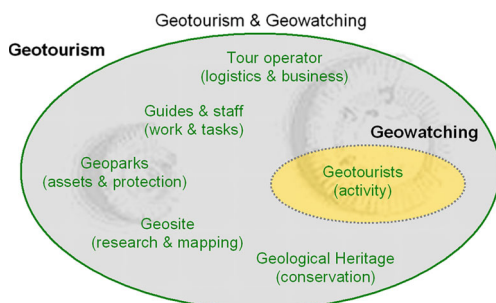 Geotourism & Geowatching
Geotourism
Tour operator
(logistics & business)
Guides & staff
(work & tasks)
Geowatching
Geoparks
(assets & protection)
Geotourists
(activity)
Geosite
(research & mapping)
Geological Heritage
(conservation)